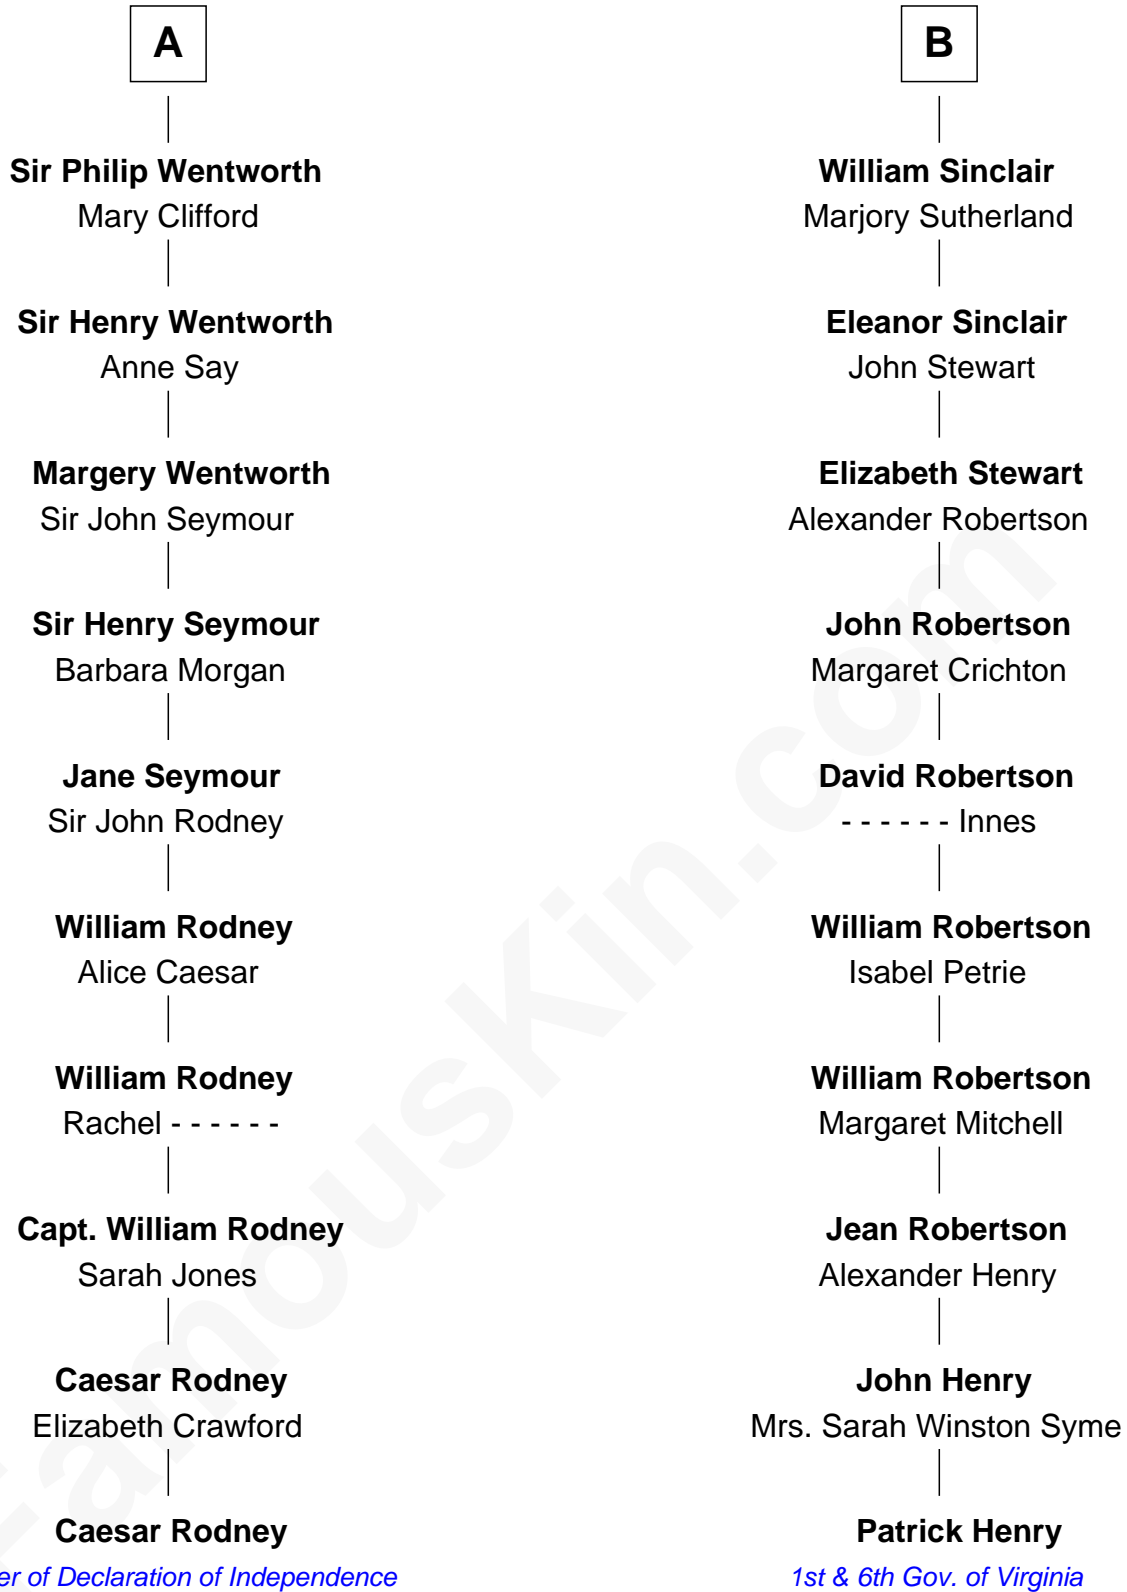 A
Sir Philip Wentworth
Mary Clifford
Sir Henry Wentworth
Anne Say
Margery Wentworth
Sir John Seymour
Sir Henry Seymour
Barbara Morgan
Jane Seymour
Sir John Rodney
William Rodney
Alice Caesar
William Rodney
Rachel - - - - - -
Capt. William Rodney
Sarah Jones
Caesar Rodney
Elizabeth Crawford
Caesar Rodney
er of Declaration of Independence
B
William Sinclair
Marjory Sutherland
Eleanor Sinclair
John Stewart
Elizabeth Stewart
Alexander Robertson
John Robertson
Margaret Crichton
David Robertson
- - - - - - Innes
William Robertson
Isabel Petrie
William Robertson
Margaret Mitchell
Jean Robertson
Alexander Henry
John Henry
Mrs. Sarah Winston Syme
Patrick Henry
1st & 6th Gov. of Virginia
FamousKin.com